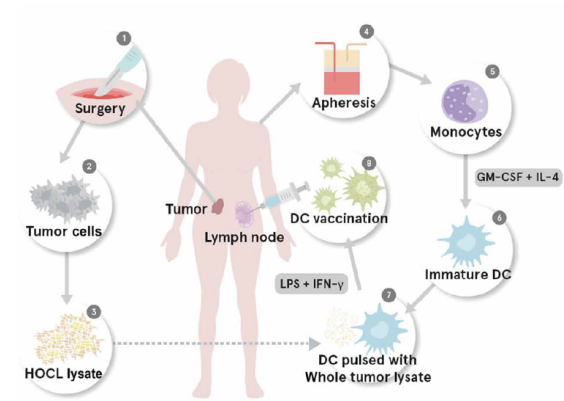 1
Surgery
2
Tumor cells
3
HOCL lysate
Tumor
Lymph node
4
Apheresis
5
Monocytes
GM-CSF + IL-4
6
Immature DC
7
DC pulsed with
Whole tumor lysate
LPS + IFN-γ
8
DC vaccination